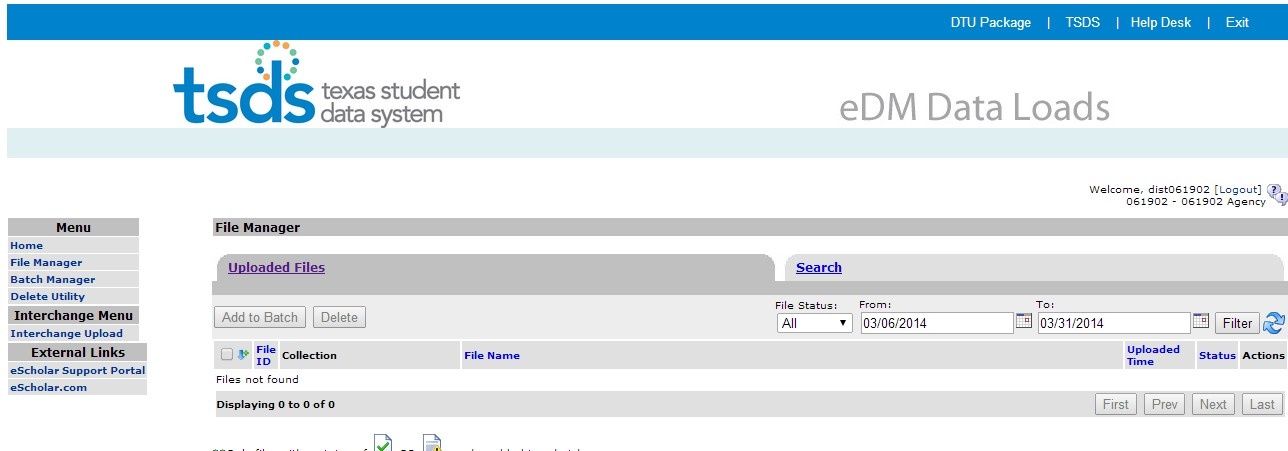 DTU Package | TSDS | Help Desk | Exit
tsds texas student
data system
eDM Data Loads
Welcome, dist061902 [Logout]
061902 - 061902 Agency
Menu
Home
File Manager
Batch Manager
Delete Utility
Interchange Menu
Interchange Upload
External Links
eScholar Support Portal
eScholar.com
File Manager
Uploaded Files
Search
Add to Batch Delete
File Status: From: To:
All 03/06/2014 03/31/2014 Filter
File ID Collection File Name Uploaded Time Status Actions
Files not found
Displaying 0 to 0 of 0 First Prev Next Last